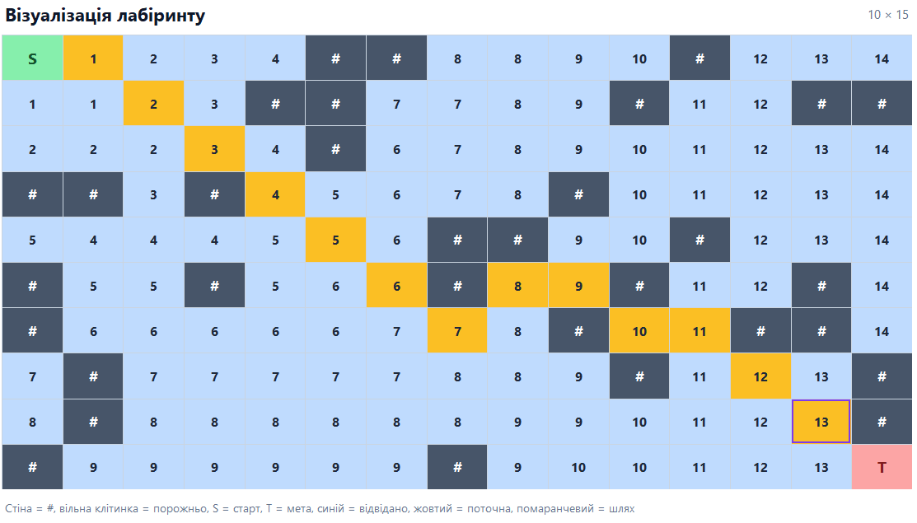 Візуалізація лабіринту 10 × 15
S 1 2 3 4 # # 8 8 9 10 # 12 13 14
1 1 2 3 # # 7 7 8 9 # 11 12 # #
2 2 2 3 4 # 6 7 8 9 10 11 12 13 14
# # 3 # 4 5 6 7 8 # 10 11 12 13 14
5 4 4 4 5 5 6 # # 9 10 # 12 13 14
# 5 5 # 5 6 6 # 8 9 # 11 12 # 14
# 6 6 6 6 6 7 7 8 # 10 11 # # 14
7 # 7 7 7 7 7 8 8 9 # 11 12 13 #
8 # 8 8 8 8 8 8 9 9 10 11 12 13 #
# 9 9 9 9 9 9 # 9 10 10 11 12 13 T
Стіна = #, вільна клітинка = порожньо, S = старт, T = мета, синій = відвідано, жовтий = поточна, помаранчевий = шлях